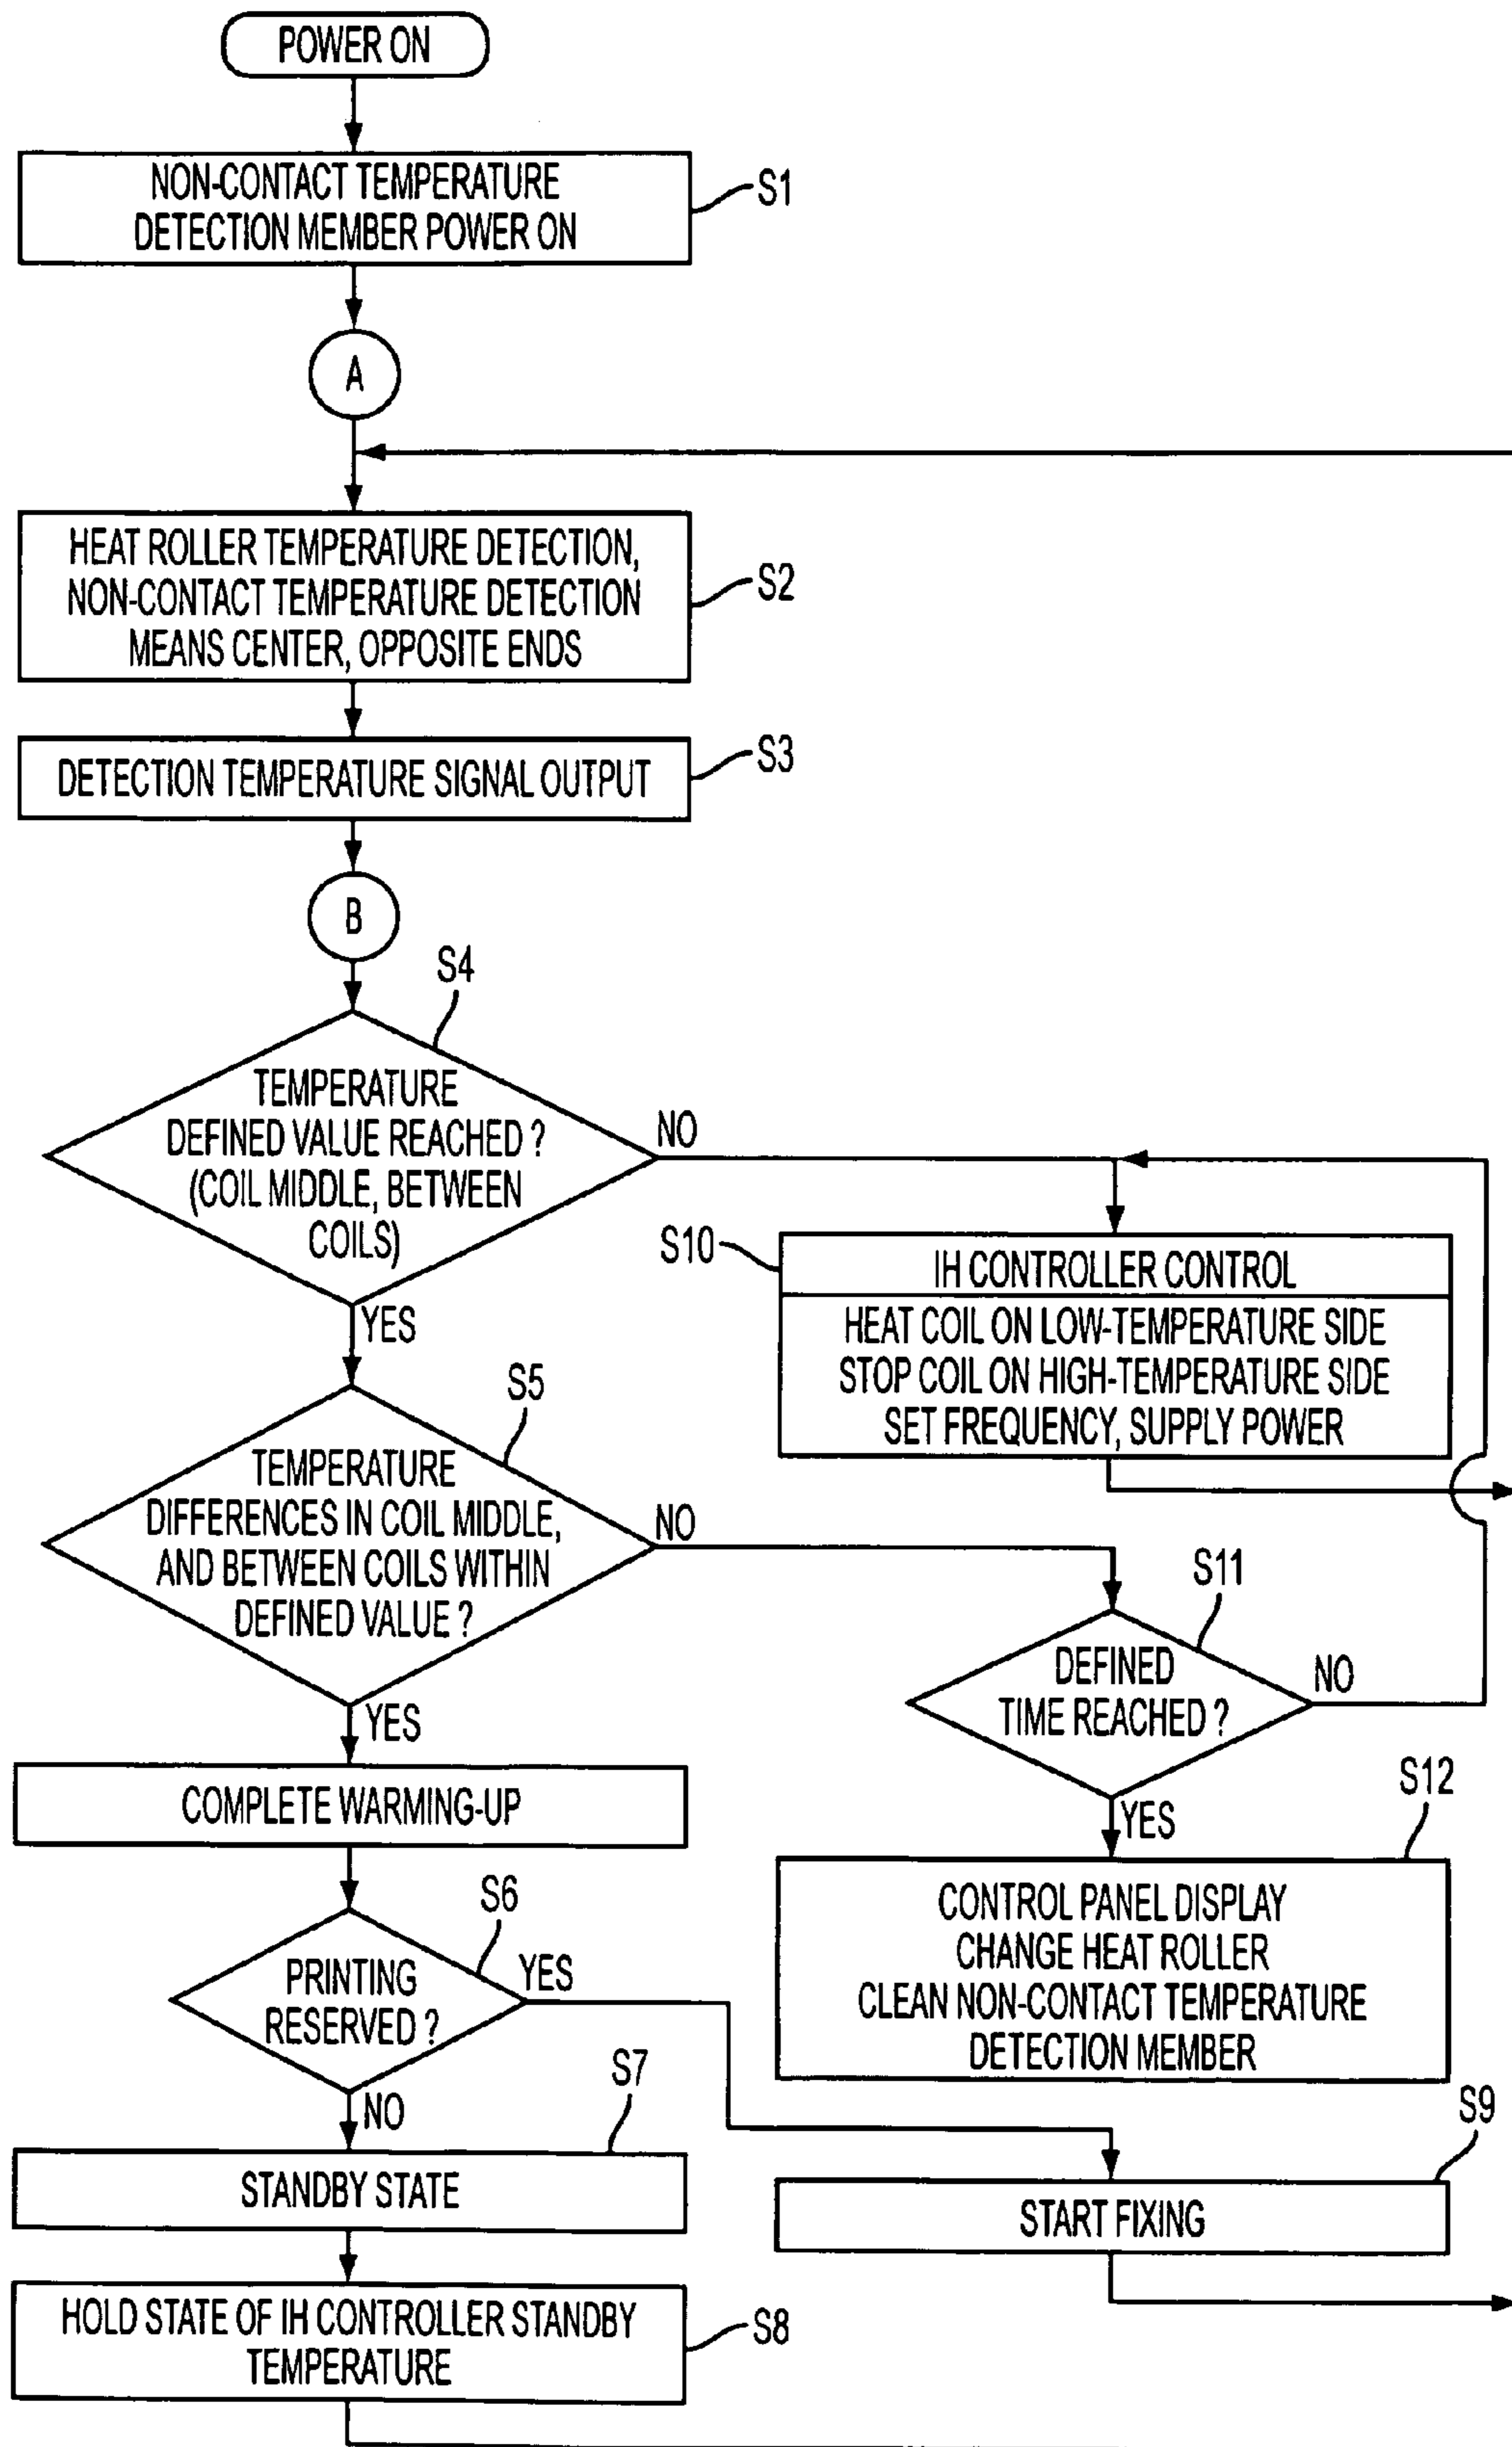 POWER ON
NON-CONTACT TEMPERATURE
DETECTION MEMBER POWER ON
S1
A
HEAT ROLLER TEMPERATURE DETECTION,
NON-CONTACT TEMPERATURE DETECTION
MEANS CENTER, OPPOSITE ENDS
S2
DETECTION TEMPERATURE SIGNAL OUTPUT
S3
B
S4
TEMPERATURE
DEFINED VALUE REACHED ?
(COIL MIDDLE, BETWEEN
COILS)
NO
YES
S10
IH CONTROLLER CONTROL
HEAT COIL ON LOW-TEMPERATURE SIDE
STOP COIL ON HIGH-TEMPERATURE SIDE
SET FREQUENCY, SUPPLY POWER
S5
TEMPERATURE
DIFFERENCES IN COIL MIDDLE,
AND BETWEEN COILS WITHIN
DEFINED VALUE ?
NO
YES
S11
DEFINED
TIME REACHED ?
NO
YES
COMPLETE WARMING-UP
S12
CONTROL PANEL DISPLAY
CHANGE HEAT ROLLER
CLEAN NON-CONTACT TEMPERATURE
DETECTION MEMBER
S6
PRINTING
RESERVED ?
YES
NO
S7
STANDBY STATE
S9
START FIXING
HOLD STATE OF IH CONTROLLER STANDBY
TEMPERATURE
S8